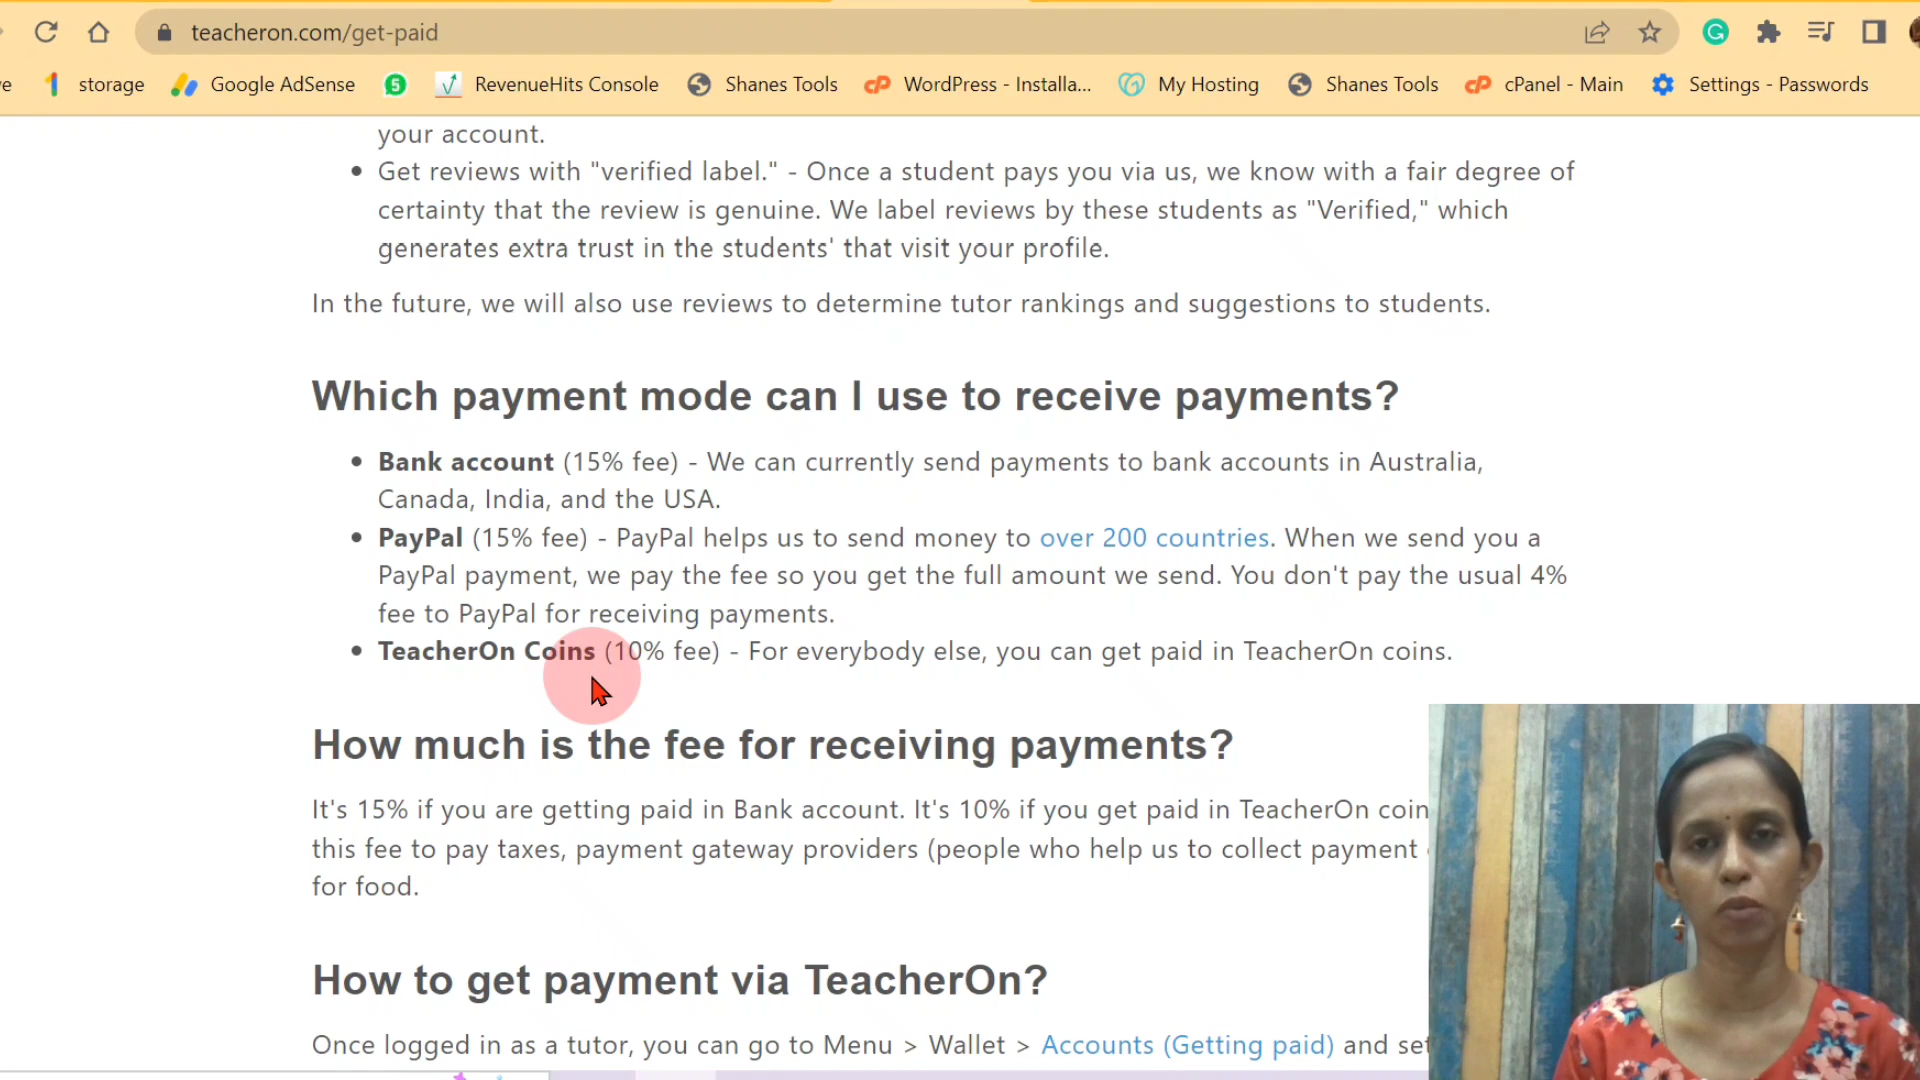 teacheron.com/get-paid
storage Google AdSense 5 RevenueHits Console Shanes Tools cP WordPress - Installa... My Hosting Shanes Tools cP cPanel - Main Settings - Passwords
your account.
• Get reviews with "verified label." - Once a student pays you via us, we know with a fair degree of
certainty that the review is genuine. We label reviews by these students as "Verified," which
generates extra trust in the students' that visit your profile.
In the future, we will also use reviews to determine tutor rankings and suggestions to students.
Which payment mode can I use to receive payments?
• Bank account (15% fee) - We can currently send payments to bank accounts in Australia,
Canada, India, and the USA.
• PayPal (15% fee) - PayPal helps us to send money to over 200 countries. When we send you a
PayPal payment, we pay the fee so you get the full amount we send. You don't pay the usual 4%
fee to PayPal for receiving payments.
• TeacherOn Coins (10% fee) - For everybody else, you can get paid in TeacherOn coins.
How much is the fee for receiving payments?
It's 15% if you are getting paid in Bank account. It's 10% if you get paid in TeacherOn coin
this fee to pay taxes, payment gateway providers (people who help us to collect payment
for food.
How to get payment via TeacherOn?
Once logged in as a tutor, you can go to Menu > Wallet > Accounts (Getting paid) and set